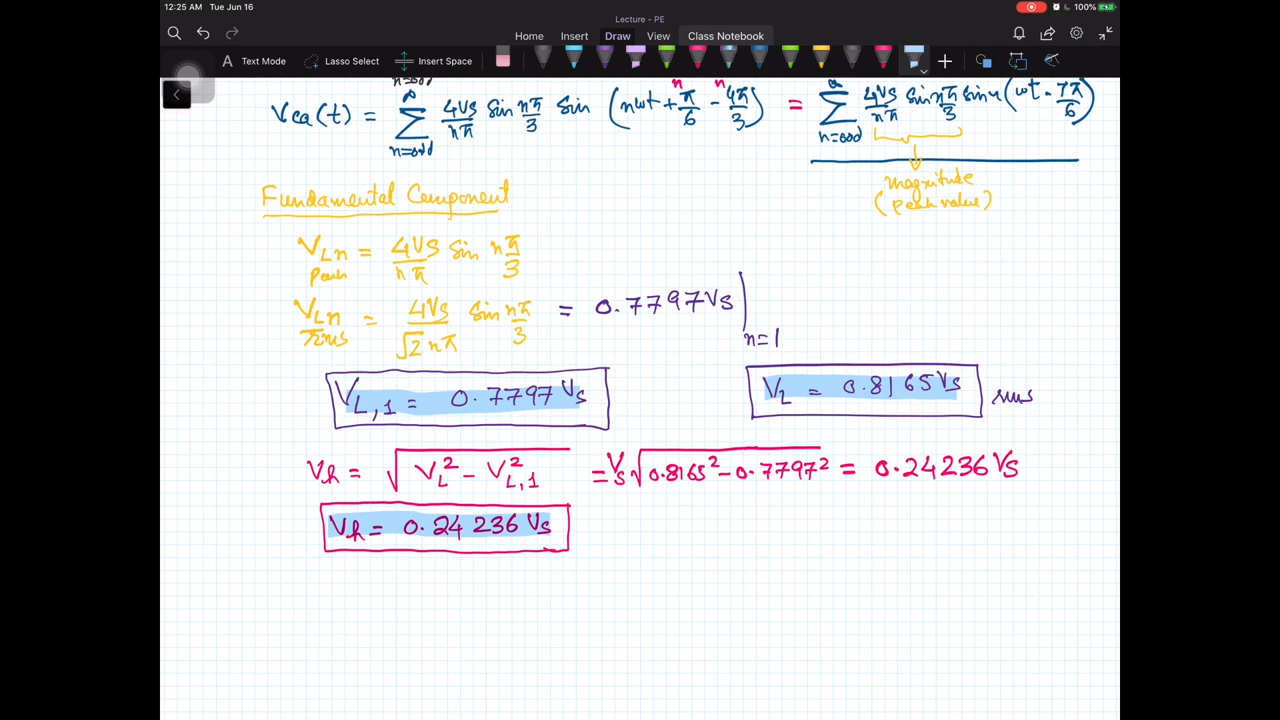 12:25 AM Tue Jun 16
100%
Lecture - PE
Home Insert Draw View Class Notebook
A Text Mode Lasso Select Insert Space
n=odd
Vca(t) = ∞∑n=odd 4Vs/nπ sin nπ/3 sin (nωt + nπ/6 - n4π/3) = ∞∑n=odd 4Vs/nπ sin nπ/3 sin n(ωt - 7π/6)
magnitude
(peak value)
Fundamental Component
VLn peak = 4Vs/nπ sin nπ/3
VLn rms = 4Vs/√2 nπ sin nπ/3 = 0.7797Vs | n=1
VL,1 = 0.7797 Vs
VL = 0.8165Vs rms
Vh = √(VL² - VL,1²) = Vs √(0.8165² - 0.7797²) = 0.24236 Vs
Vh = 0.24236 Vs